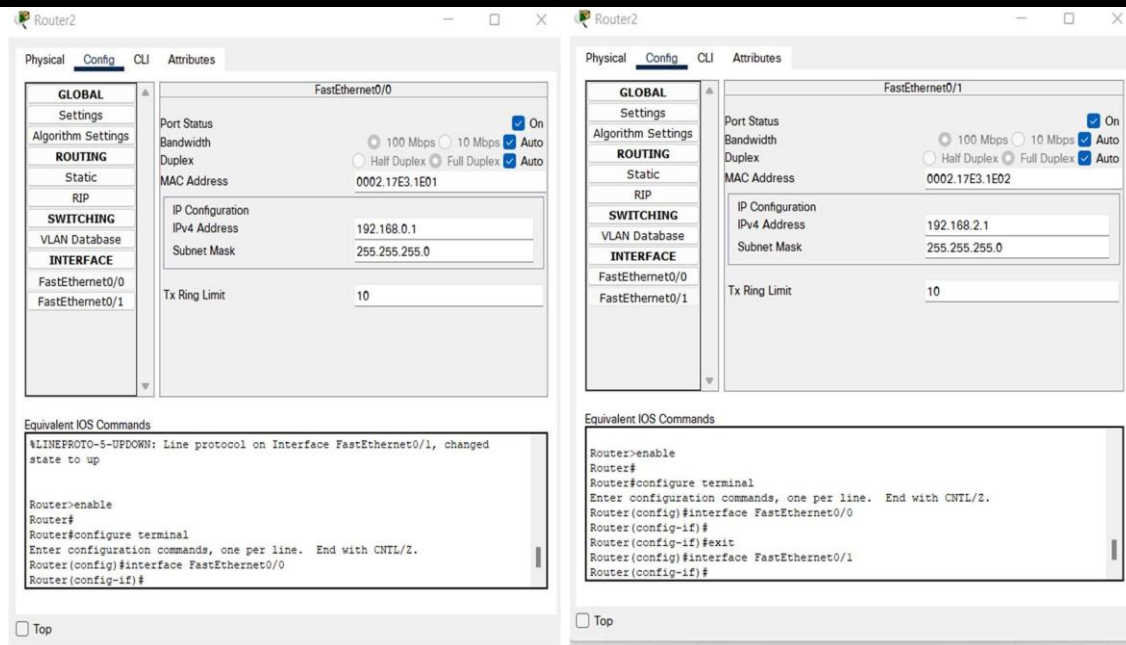 Router2
Physical Config CLI Attributes
GLOBAL
Settings
Algorithm Settings
ROUTING
Static
RIP
SWITCHING
VLAN Database
INTERFACE
FastEthernet0/0
FastEthernet0/1
FastEthernet0/0
Port Status On
Bandwidth 100 Mbps 10 Mbps Auto
Duplex Half Duplex Full Duplex Auto
MAC Address 0002.17E3.1E01
IP Configuration
IPv4 Address 192.168.0.1
Subnet Mask 255.255.255.0
Tx Ring Limit 10
Equivalent IOS Commands
%LINEPROTO-5-UPDOWN: Line protocol on Interface FastEthernet0/1, changed
state to up
Router>enable
Router#
Router#configure terminal
Enter configuration commands, one per line. End with CNTL/Z.
Router(config)#interface FastEthernet0/0
Router(config-if)#
Top
Router2
Physical Config CLI Attributes
GLOBAL
Settings
Algorithm Settings
ROUTING
Static
RIP
SWITCHING
VLAN Database
INTERFACE
FastEthernet0/0
FastEthernet0/1
FastEthernet0/1
Port Status On
Bandwidth 100 Mbps 10 Mbps Auto
Duplex Half Duplex Full Duplex Auto
MAC Address 0002.17E3.1E02
IP Configuration
IPv4 Address 192.168.2.1
Subnet Mask 255.255.255.0
Tx Ring Limit 10
Equivalent IOS Commands
Router>enable
Router#
Router#configure terminal
Enter configuration commands, one per line. End with CNTL/Z.
Router(config)#interface FastEthernet0/0
Router(config-if)#
Router(config-if)#exit
Router(config)#interface FastEthernet0/1
Router(config-if)#
Top